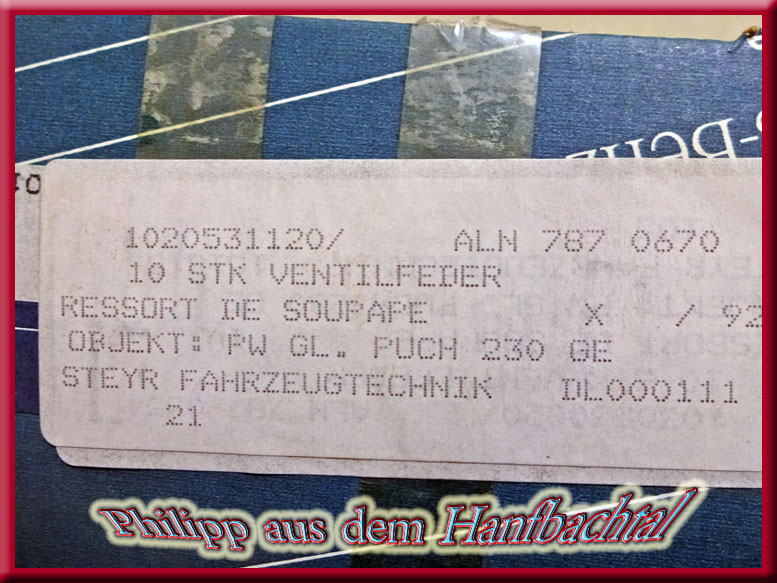 1020531120/ ALN 787 0670
10 STK VENTILFEDER
RESSORT DE SOUPAPE X / 92
OBJEKT: PW GL. PUCH 230 GE
STEYR FAHRZEUGTECHNIK DL000111
21
Philipp aus dem Hanfbachtal